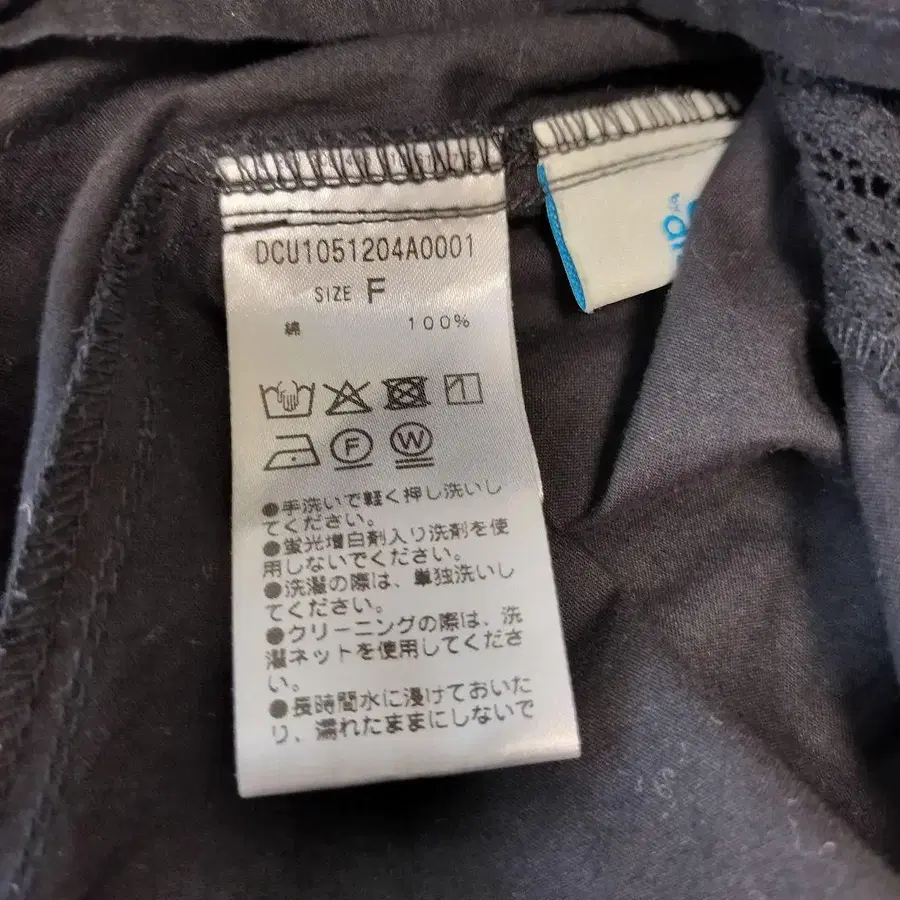 DCU1051204A0001
SIZE F
綿 100%
F W
●手洗いで軽く押し洗いし
てください。
●蛍光増白剤入り洗剤を使
用しないでください。
●洗濯の際は、単独洗いし
てください。
●クリーニングの際は、洗
濯ネットを使用してくださ
い。
●長時間水に浸けておいた
り、濡れたままにしないで